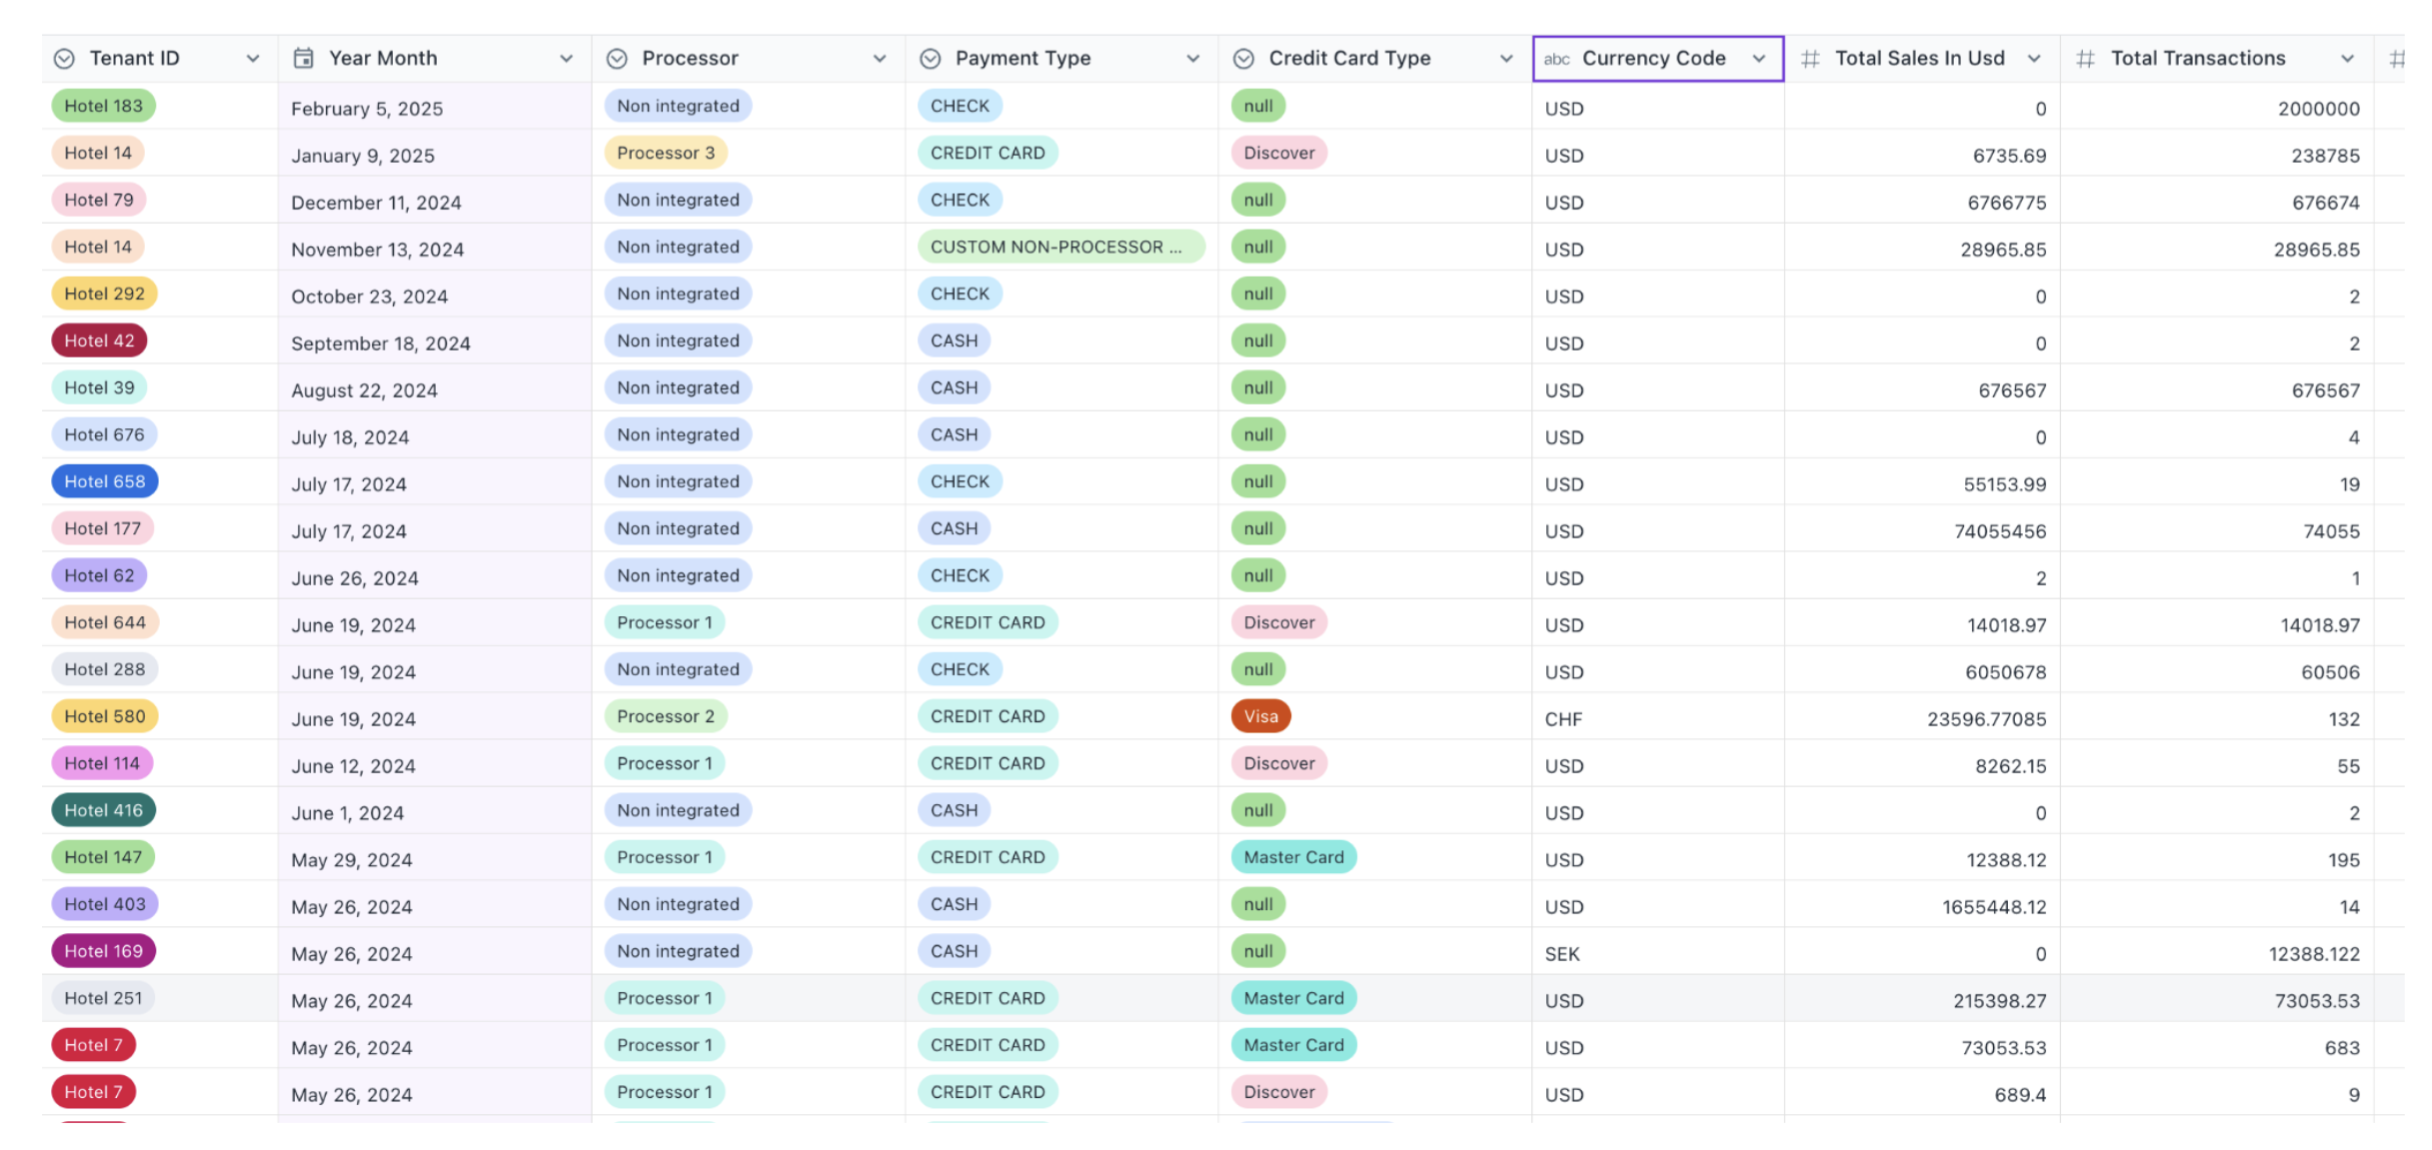 Tenant ID Year Month Processor Payment Type Credit Card Type abc Currency Code # Total Sales In Usd # Total Transactions #
Hotel 183 February 5, 2025 Non integrated CHECK null USD 0 2000000
Hotel 14 January 9, 2025 Processor 3 CREDIT CARD Discover USD 6735.69 238785
Hotel 79 December 11, 2024 Non integrated CHECK null USD 6766775 676674
Hotel 14 November 13, 2024 Non integrated CUSTOM NON-PROCESSOR ... null USD 28965.85 28965.85
Hotel 292 October 23, 2024 Non integrated CHECK null USD 0 2
Hotel 42 September 18, 2024 Non integrated CASH null USD 0 2
Hotel 39 August 22, 2024 Non integrated CASH null USD 676567 676567
Hotel 676 July 18, 2024 Non integrated CASH null USD 0 4
Hotel 658 July 17, 2024 Non integrated CHECK null USD 55153.99 19
Hotel 177 July 17, 2024 Non integrated CASH null USD 74055456 74055
Hotel 62 June 26, 2024 Non integrated CHECK null USD 2 1
Hotel 644 June 19, 2024 Processor 1 CREDIT CARD Discover USD 14018.97 14018.97
Hotel 288 June 19, 2024 Non integrated CHECK null USD 6050678 60506
Hotel 580 June 19, 2024 Processor 2 CREDIT CARD Visa CHF 23596.77085 132
Hotel 114 June 12, 2024 Processor 1 CREDIT CARD Discover USD 8262.15 55
Hotel 416 June 1, 2024 Non integrated CASH null USD 0 2
Hotel 147 May 29, 2024 Processor 1 CREDIT CARD Master Card USD 12388.12 195
Hotel 403 May 26, 2024 Non integrated CASH null USD 1655448.12 14
Hotel 169 May 26, 2024 Non integrated CASH null SEK 0 12388.122
Hotel 251 May 26, 2024 Processor 1 CREDIT CARD Master Card USD 215398.27 73053.53
Hotel 7 May 26, 2024 Processor 1 CREDIT CARD Master Card USD 73053.53 683
Hotel 7 May 26, 2024 Processor 1 CREDIT CARD Discover USD 689.4 9